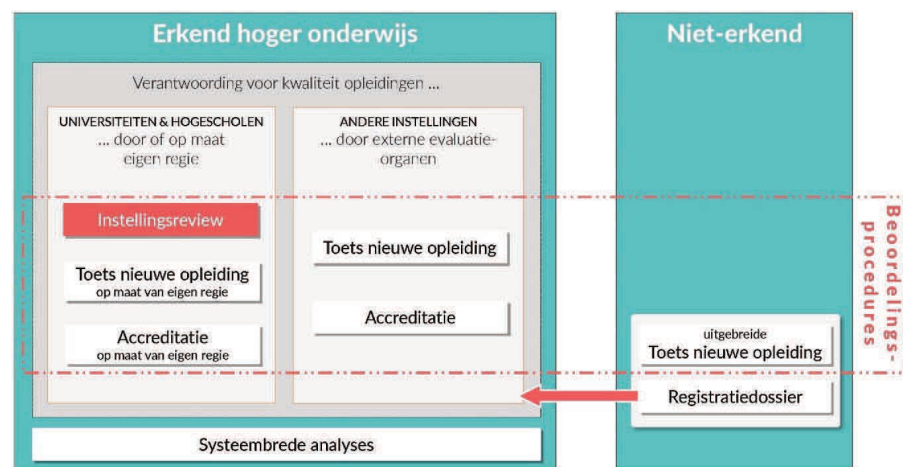 Erkend hoger onderwijs
Verantwoording voor kwaliteit opleidingen ...
UNIVERSITEITEN & HOGESCHOLEN
... door of op maat
eigen regie
Instellingsreview
Toets nieuwe opleiding
op maat van eigen regie
Accreditatie
op maat van eigen regie
ANDERE INSTELLINGEN
... door externe evaluatie-
organen
Toets nieuwe opleiding
Accreditatie
Systeembrede analyses
Niet-erkend
uitgebreide
Toets nieuwe opleiding
Registratiedossier
Beoordelings-
procedures